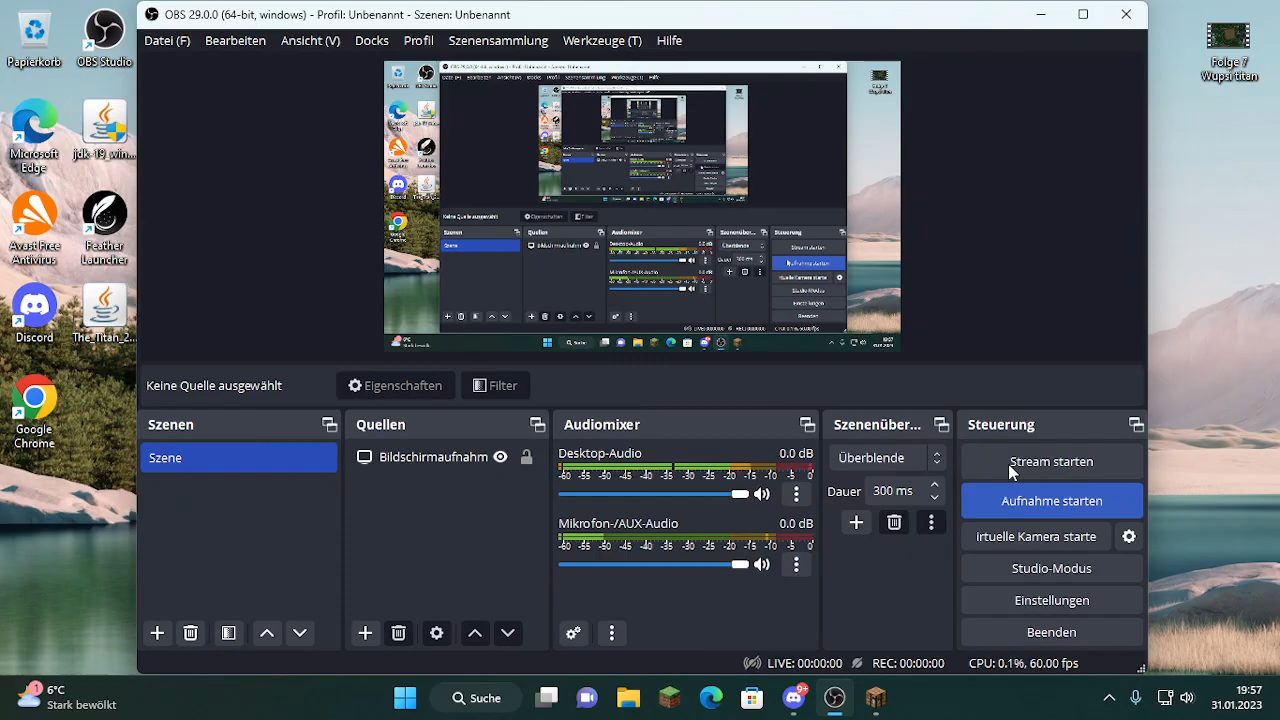 OBS 29.0.0 (64-bit, windows) - Profil: Unbenannt - Szenen: Unbenannt
Datei (F) Bearbeiten Ansicht (V) Docks Profil Szenensammlung Werkzeuge (T) Hilfe
Papierkorb
OBS Studio
Folge 7
Wupsi titan
Microsoft
Edge
jdk-19_win...
Avast Free
Antivirus
Feather
Launcher
Discord
The_Titan_2...
Google
Chrome
Keine Quelle ausgewählt
Eigenschaften
Filter
Szenen
Szene
Quellen
Bildschirmaufnahm
Audiomixer
Desktop-Audio 0.0 dB
-60 -55 -50 -45 -40 -35 -30 -25 -20 -15 -10 -5 0
Mikrofon-/AUX-Audio 0.0 dB
-60 -55 -50 -45 -40 -35 -30 -25 -20 -15 -10 -5 0
Szenenüber...
Überblende
Dauer 300 ms
Steuerung
Stream starten
Aufnahme starten
irtuelle Kamera starte
Studio-Modus
Einstellungen
Beenden
LIVE: 00:00:00 REC: 00:00:00 CPU: 0.1%, 60.00 fps
1
6°C
Stark bewölkt
Suche
9+
19:57
31.01.2023